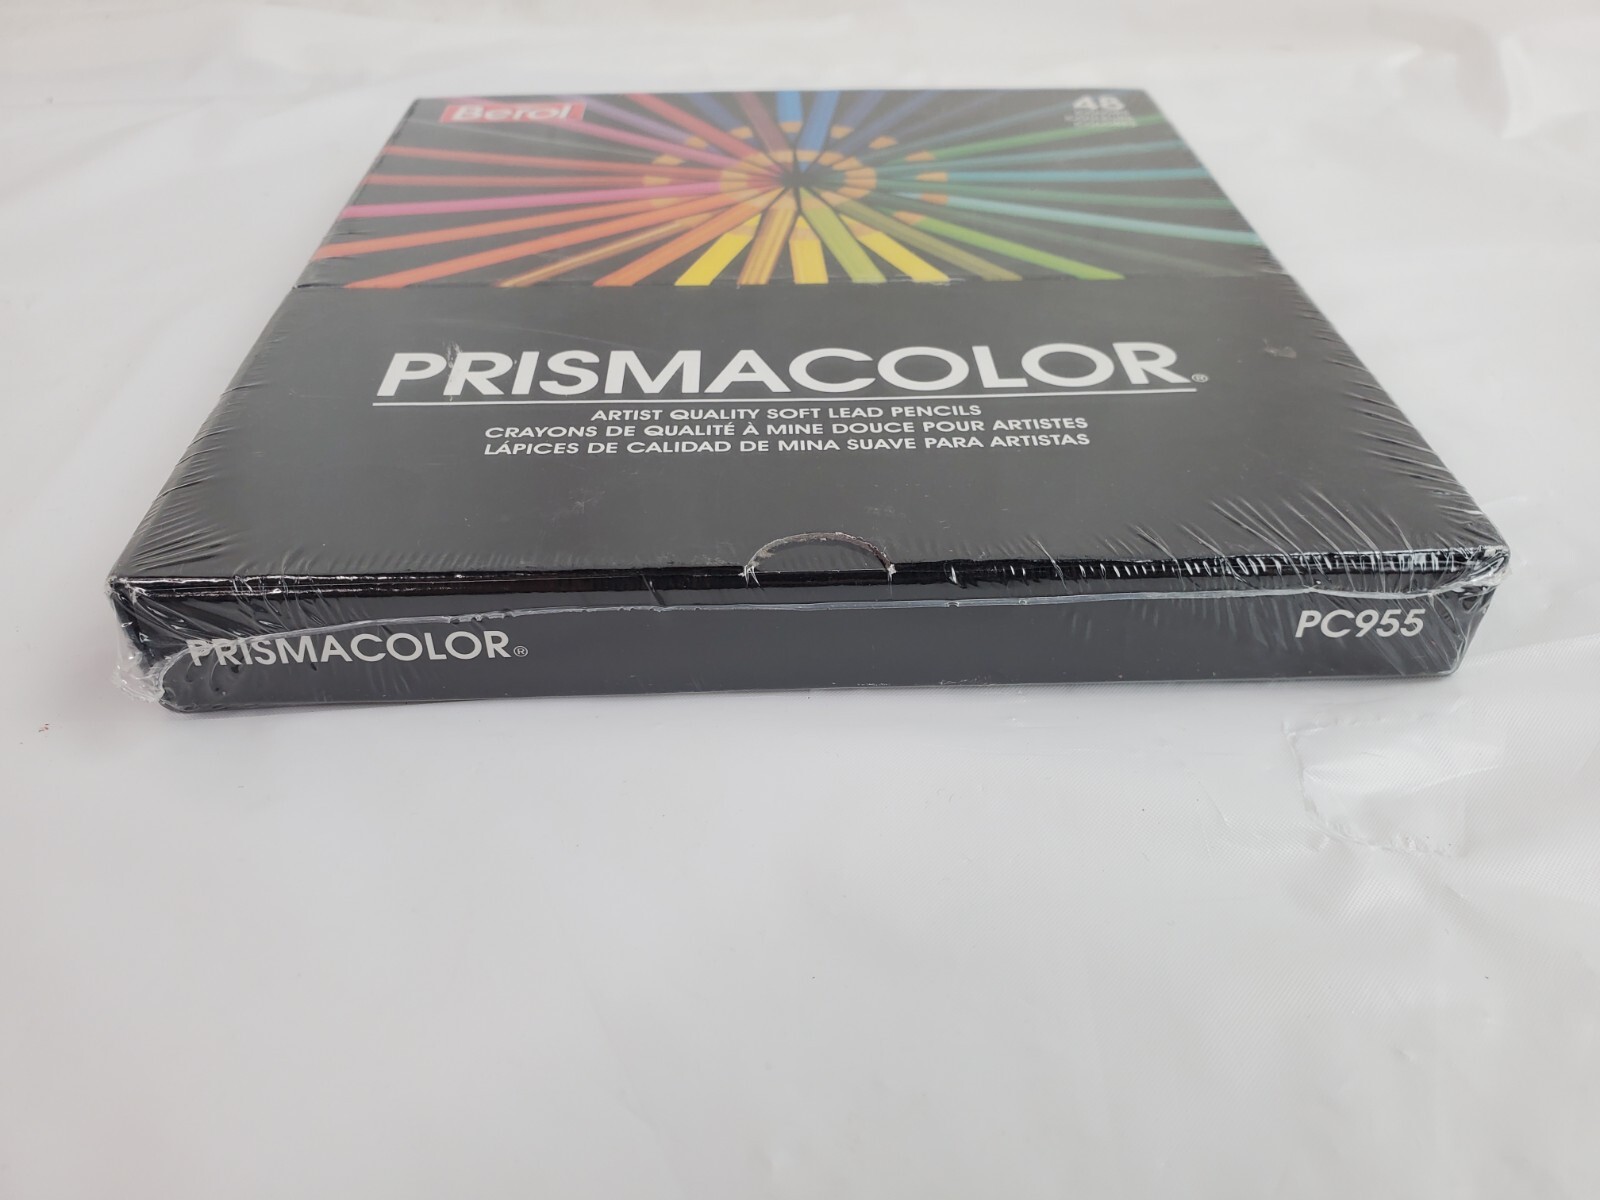 Berol
48
PRISMACOLOR®
ARTIST QUALITY SOFT LEAD PENCILS
CRAYONS DE QUALITÉ À MINE DOUCE POUR ARTISTES
LÁPICES DE CALIDAD DE MINA SUAVE PARA ARTISTAS
PRISMACOLOR®
PC955